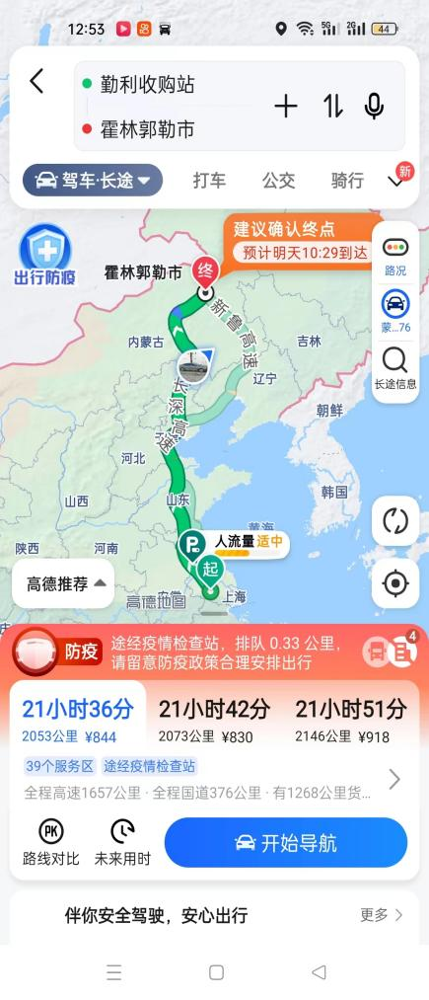 12:53
5G
2G
44
勤利收购站
霍林郭勒市
驾车·长途
打车
公交
骑行
新
建议确认终点
预计明天10:29到达
出行防疫
霍林郭勒市
终
路况
蒙...76
长途信息
新鲁高速
内蒙古
吉林
辽宁
长深高速
朝鲜
河北
山西
山东
韩国
P
人流量 适中
黄海
陕西
河南
起
高德推荐
高德地图
上海
防疫
途经疫情检查站，排队 0.33 公里，
请留意防疫政策合理安排出行
4
21小时36分
21小时42分
21小时51分
2053公里 ¥844
2073公里 ¥830
2146公里 ¥918
39个服务区
途经疫情检查站
全程高速1657公里 · 全程国道376公里 · 有1268公里货...
PK
路线对比
未来用时
开始导航
伴你安全驾驶，安心出行
更多